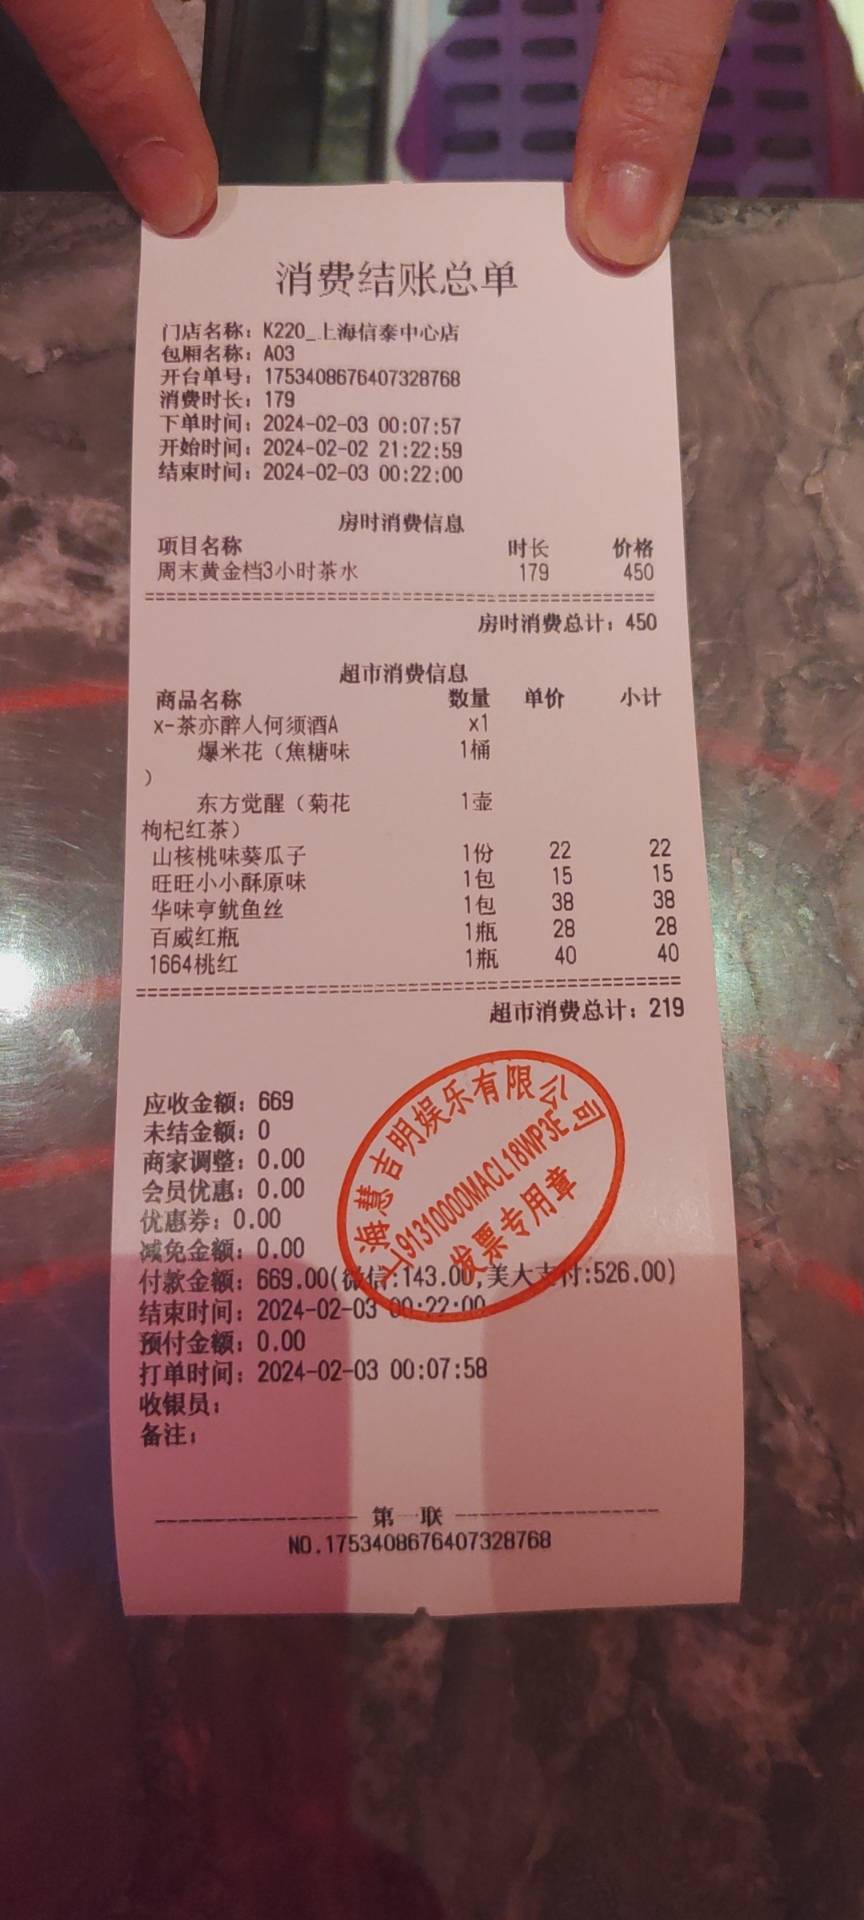 消费结账总单
门店名称：K220_上海信泰中心店
包厢名称：A03
开台单号：1753408676407328768
消费时长：179
下单时间：2024-02-03 00:07:57
开始时间：2024-02-02 21:22:59
结束时间：2024-02-03 00:22:00
房时消费信息
项目名称 时长 价格
周末黄金档3小时茶水 179 450
房时消费总计：450
超市消费信息
商品名称 数量 单价 小计
x-茶亦醉人何须酒A x1
爆米花（焦糖味 1桶
）
东方觉醒（菊花 1壶
枸杞红茶）
山核桃味葵瓜子 1份 22 22
旺旺小小酥原味 1包 15 15
华味亨鱿鱼丝 1包 38 38
百威红瓶 1瓶 28 28
1664桃红 1瓶 40 40
超市消费总计：219
应收金额：669
未结金额：0
商家调整：0.00
会员优惠：0.00
优惠券：0.00
减免金额：0.00
付款金额：669.00(微信:143.00,美大支付:526.00)
结束时间：2024-02-03 00:22:00
预付金额：0.00
打单时间：2024-02-03 00:07:58
收银员：
备注：
上海慧吉明娱乐有限公司
91310000MACL18WP3E
发票专用章
第一联
NO.1753408676407328768